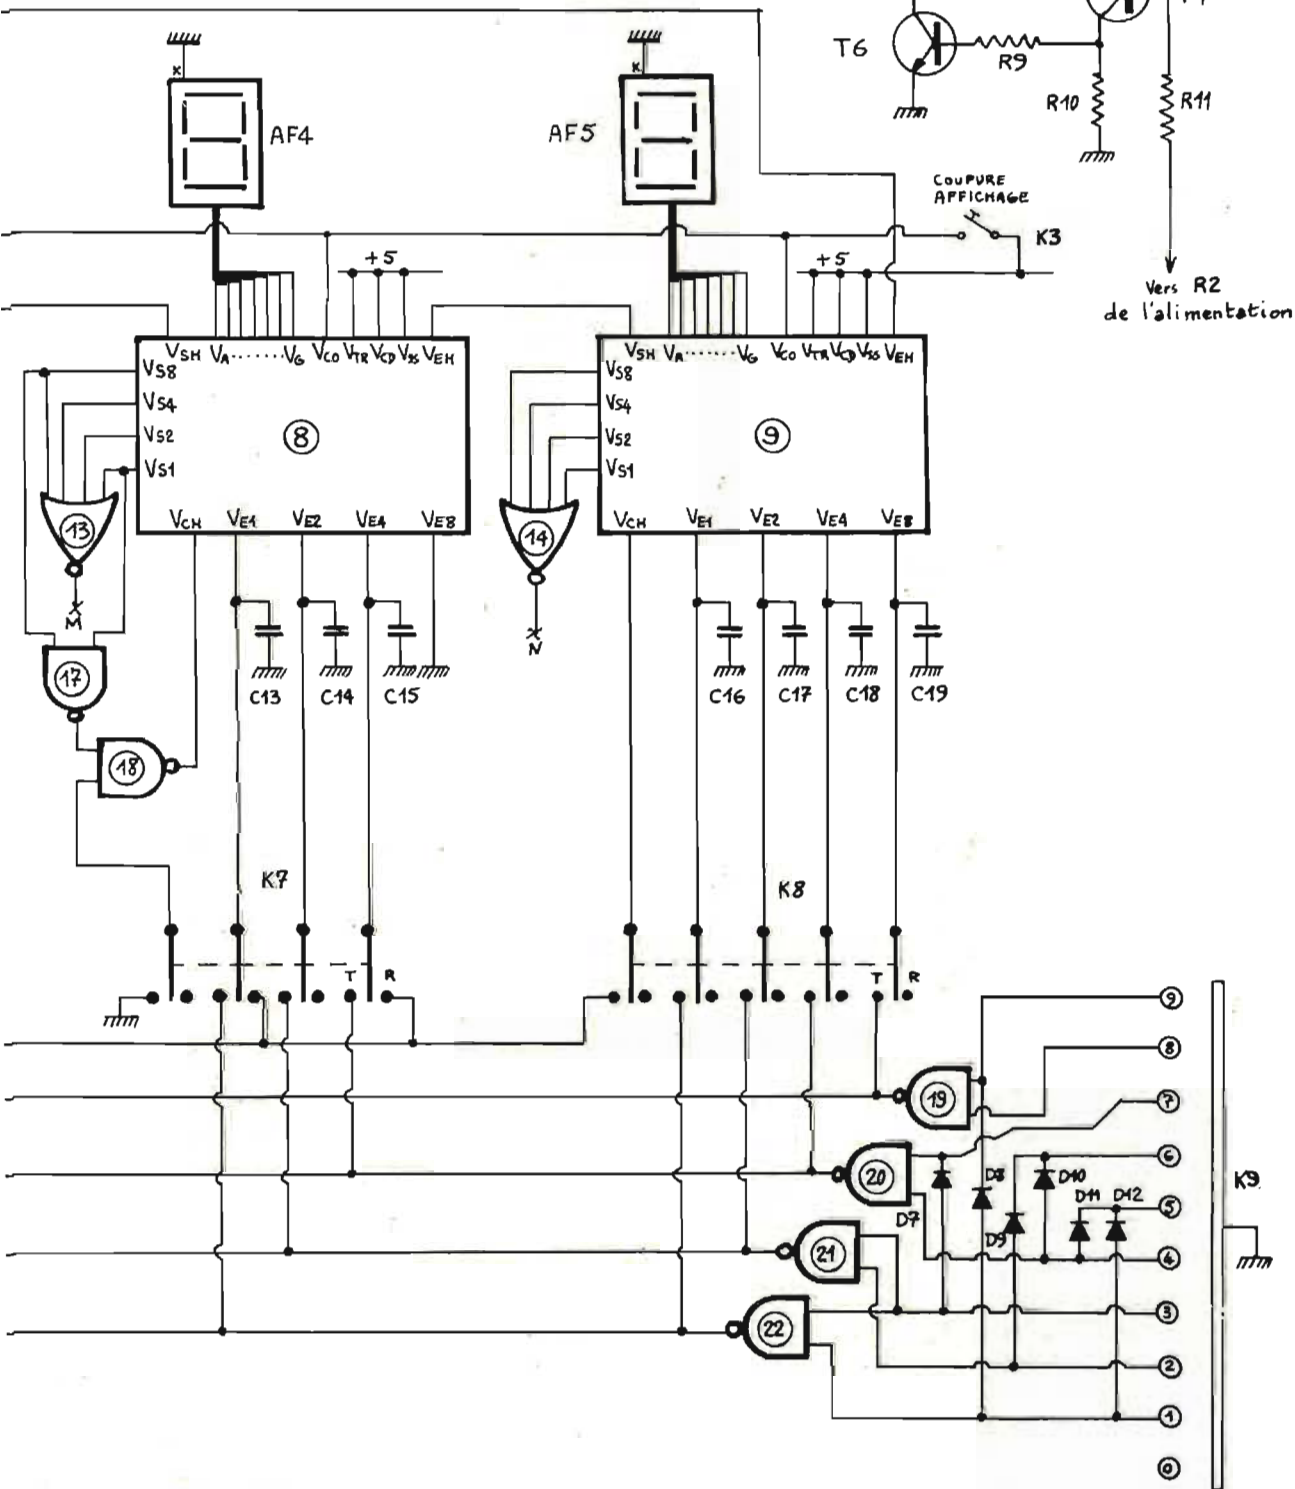 T6
R9
R10
R11
AF4
AF5
COUPURE
AFFICHAGE
K3
Vers R2
de l'alimentation
x
x
+5
+5
VSH VA.......VG VCO VTR VCD VSS VEH
VS8
VS4
VS2
VS1
8
VCH VE1 VE2 VE4 VE8
VSH VA.......VG VCO VTR VCD VSS VEH
VS8
VS4
VS2
VS1
9
VCH VE1 VE2 VE4 VE8
13
M
14
N
17
18
C13 C14 C15
C16 C17 C18 C19
K7
K8
T R
T R
19
20
21
22
D7
D8
D9
D10
D11 D12
9
8
7
6
5
4
3
2
1
0
K9